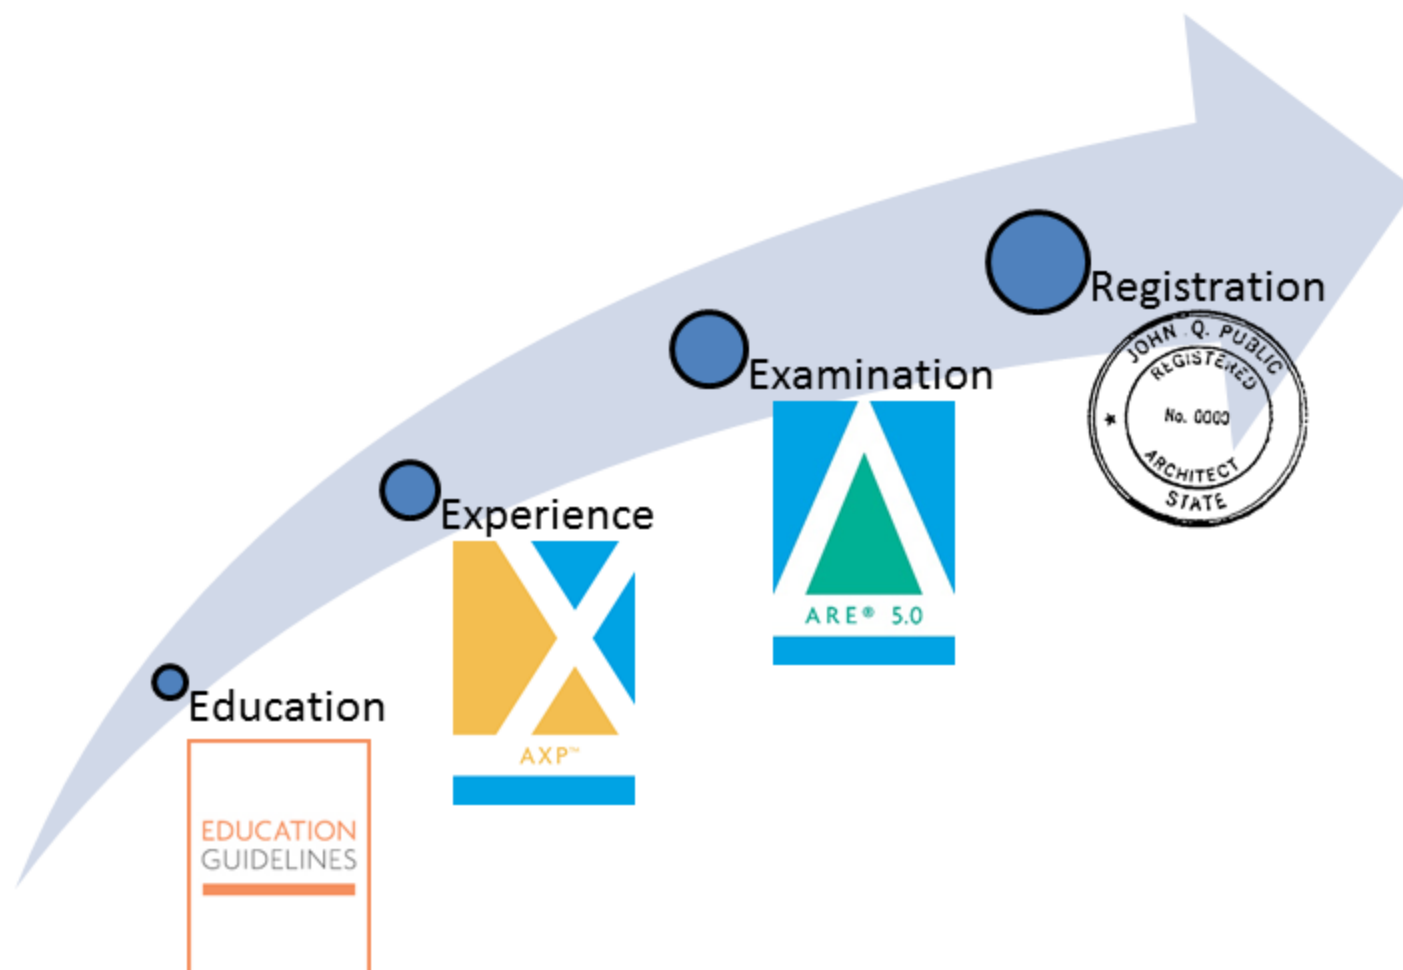 Registration
JOHN Q. PUBLIC
REGISTERED
No. 0000
ARCHITECT
STATE
Examination
ARE® 5.0
Experience
AXP™
Education
EDUCATION
GUIDELINES